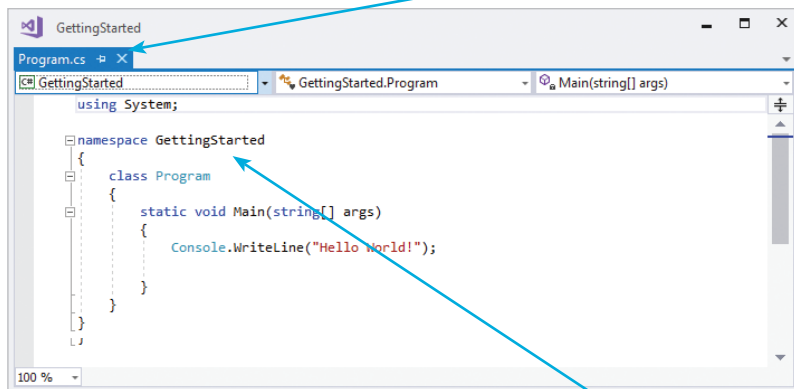 GettingStarted
Program.cs
C# GettingStarted GettingStarted.Program Main(string[] args)
using System;
namespace GettingStarted
{
class Program
{
static void Main(string[] args)
{
Console.WriteLine("Hello World!");
}
}
}
100 %